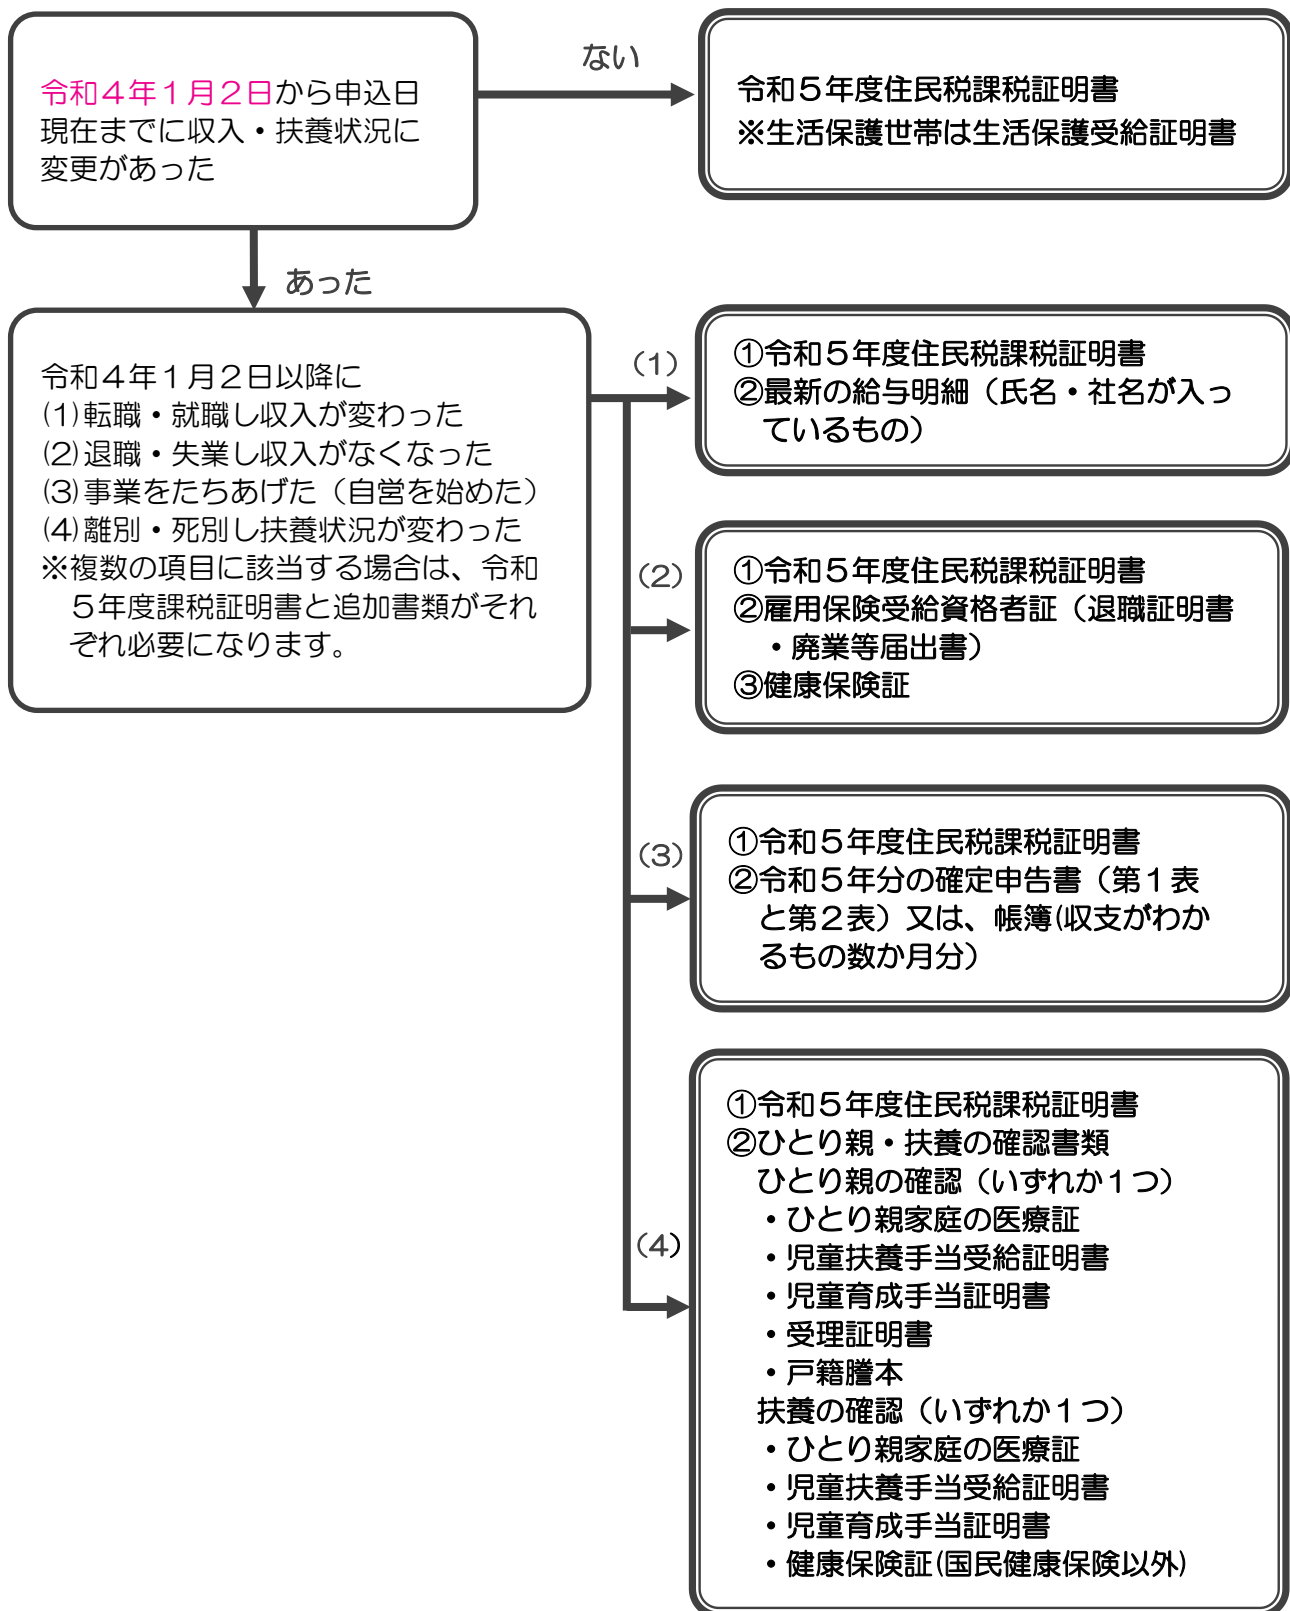 令和４年１月２日から申込日
現在までに収入・扶養状況に
変更があった
ない
令和５年度住民税課税証明書
※生活保護世帯は生活保護受給証明書
あった
令和４年１月２日以降に
(1)転職・就職し収入が変わった
(2)退職・失業し収入がなくなった
(3)事業をたちあげた（自営を始めた）
(4)離別・死別し扶養状況が変わった
※複数の項目に該当する場合は、令和
５年度課税証明書と追加書類がそれ
ぞれ必要になります。
（1）
①令和５年度住民税課税証明書
②最新の給与明細（氏名・社名が入っ
ているもの）
（2）
①令和５年度住民税課税証明書
②雇用保険受給資格者証（退職証明書
・廃業等届出書）
③健康保険証
（3）
①令和５年度住民税課税証明書
②令和５年分の確定申告書（第１表
と第２表）又は、帳簿(収支がわか
るもの数か月分）
（4）
①令和５年度住民税課税証明書
②ひとり親・扶養の確認書類
ひとり親の確認（いずれか１つ）
・ひとり親家庭の医療証
・児童扶養手当受給証明書
・児童育成手当証明書
・受理証明書
・戸籍謄本
扶養の確認（いずれか１つ）
・ひとり親家庭の医療証
・児童扶養手当受給証明書
・児童育成手当証明書
・健康保険証(国民健康保険以外)